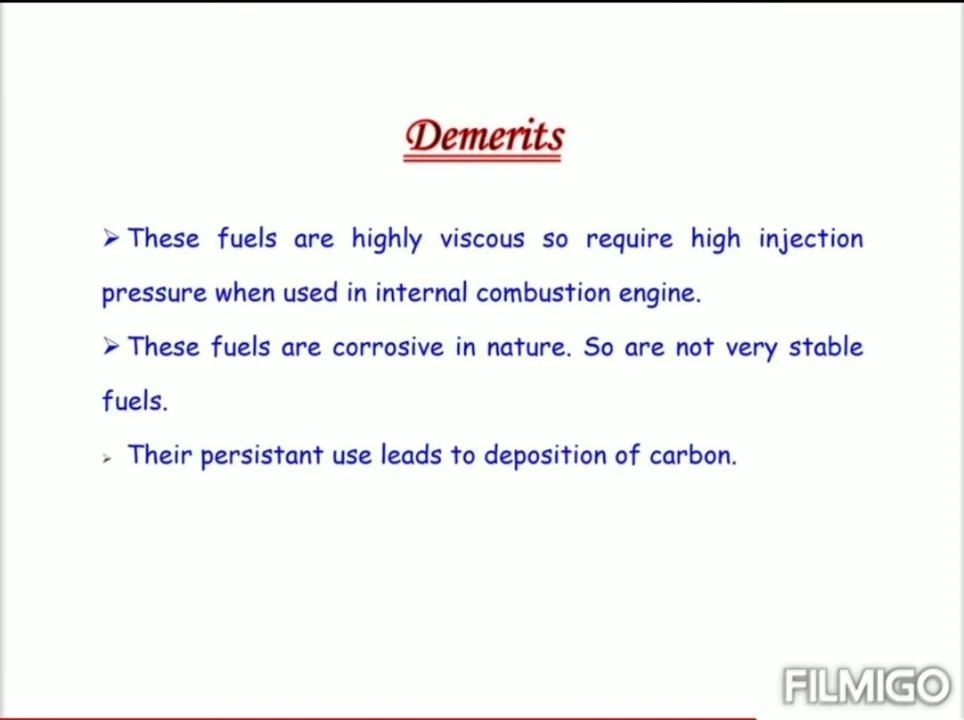 Demerits
➢ These fuels are highly viscous so require high injection
pressure when used in internal combustion engine.
➢ These fuels are corrosive in nature. So are not very stable
fuels.
➢ Their persistant use leads to deposition of carbon.
FILMIGO